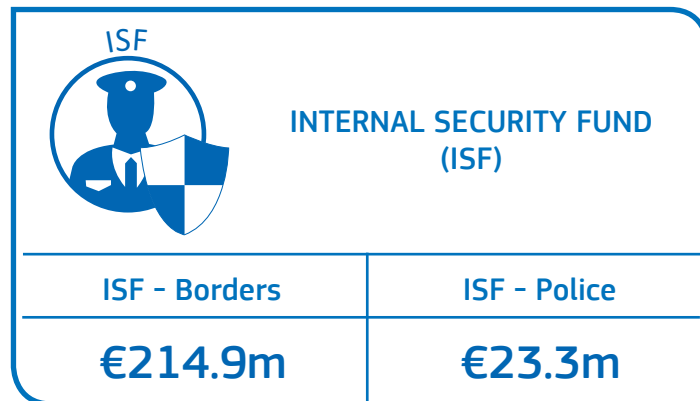 ISF
INTERNAL SECURITY FUND
(ISF)
ISF - Borders
ISF - Police
€214.9m
€23.3m